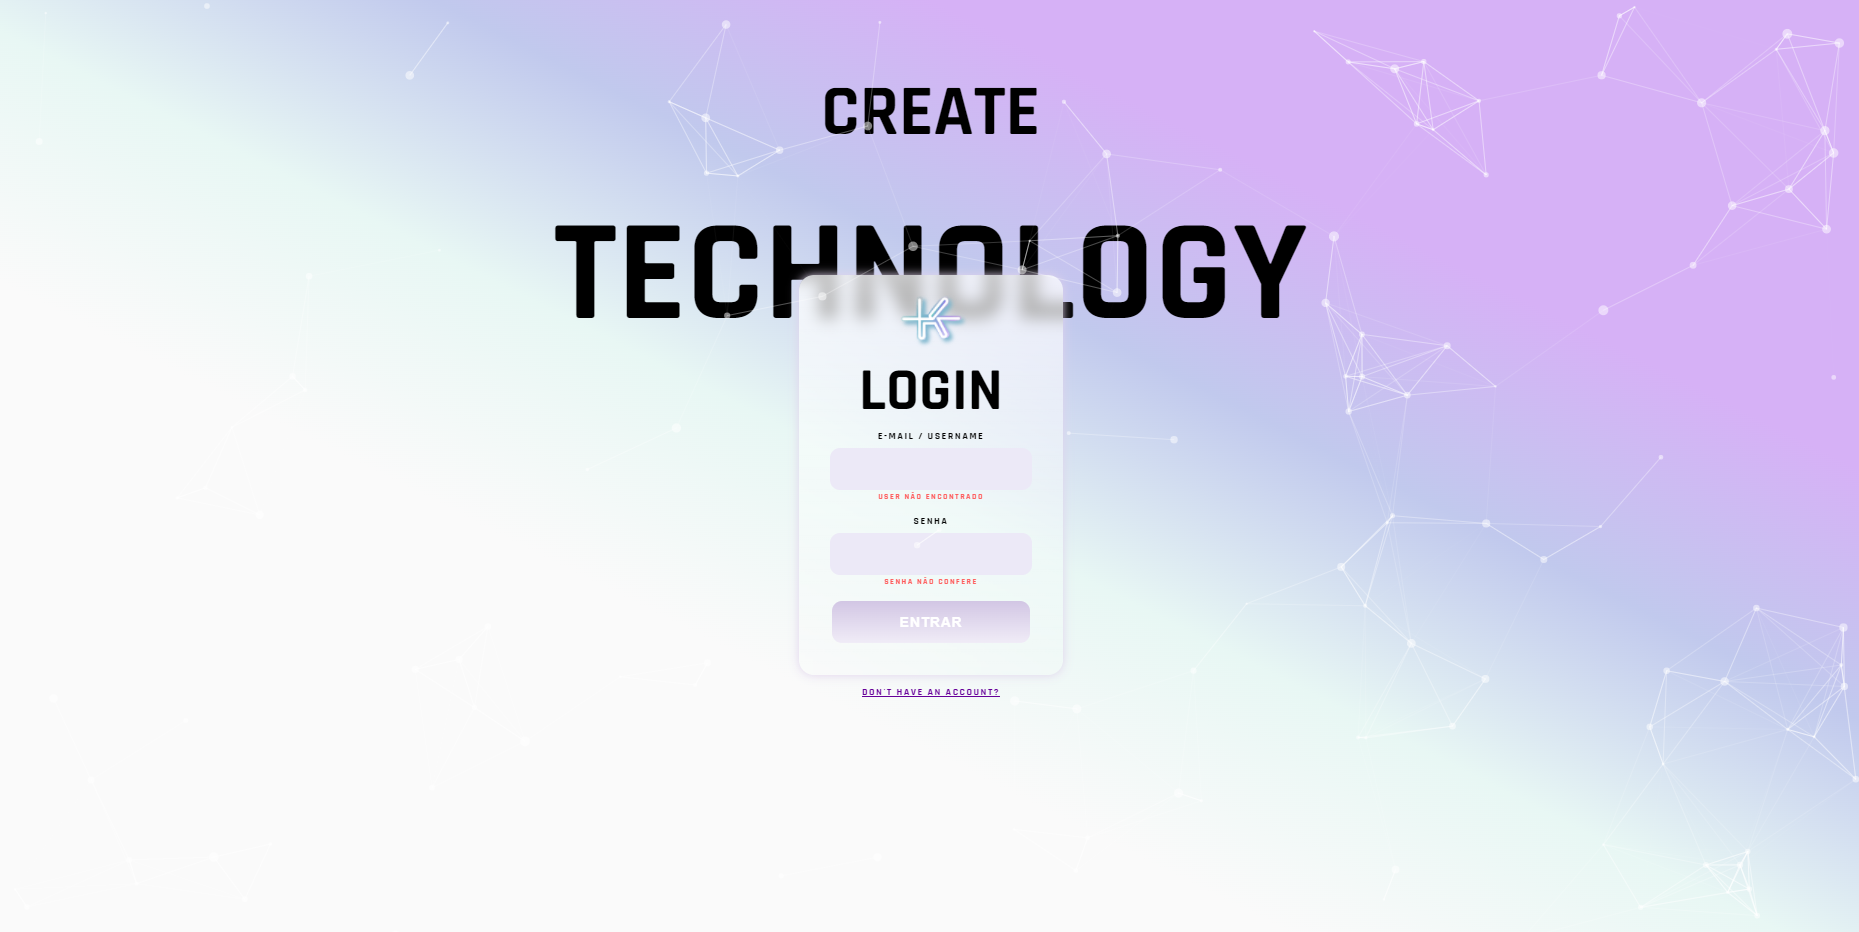 CREATE
TECHNOLOGY
LOGIN
E-MAIL / USERNAME
USER NÃO ENCONTRADO
SENHA
SENHA NÃO CONFERE
ENTRAR
DON'T HAVE AN ACCOUNT?